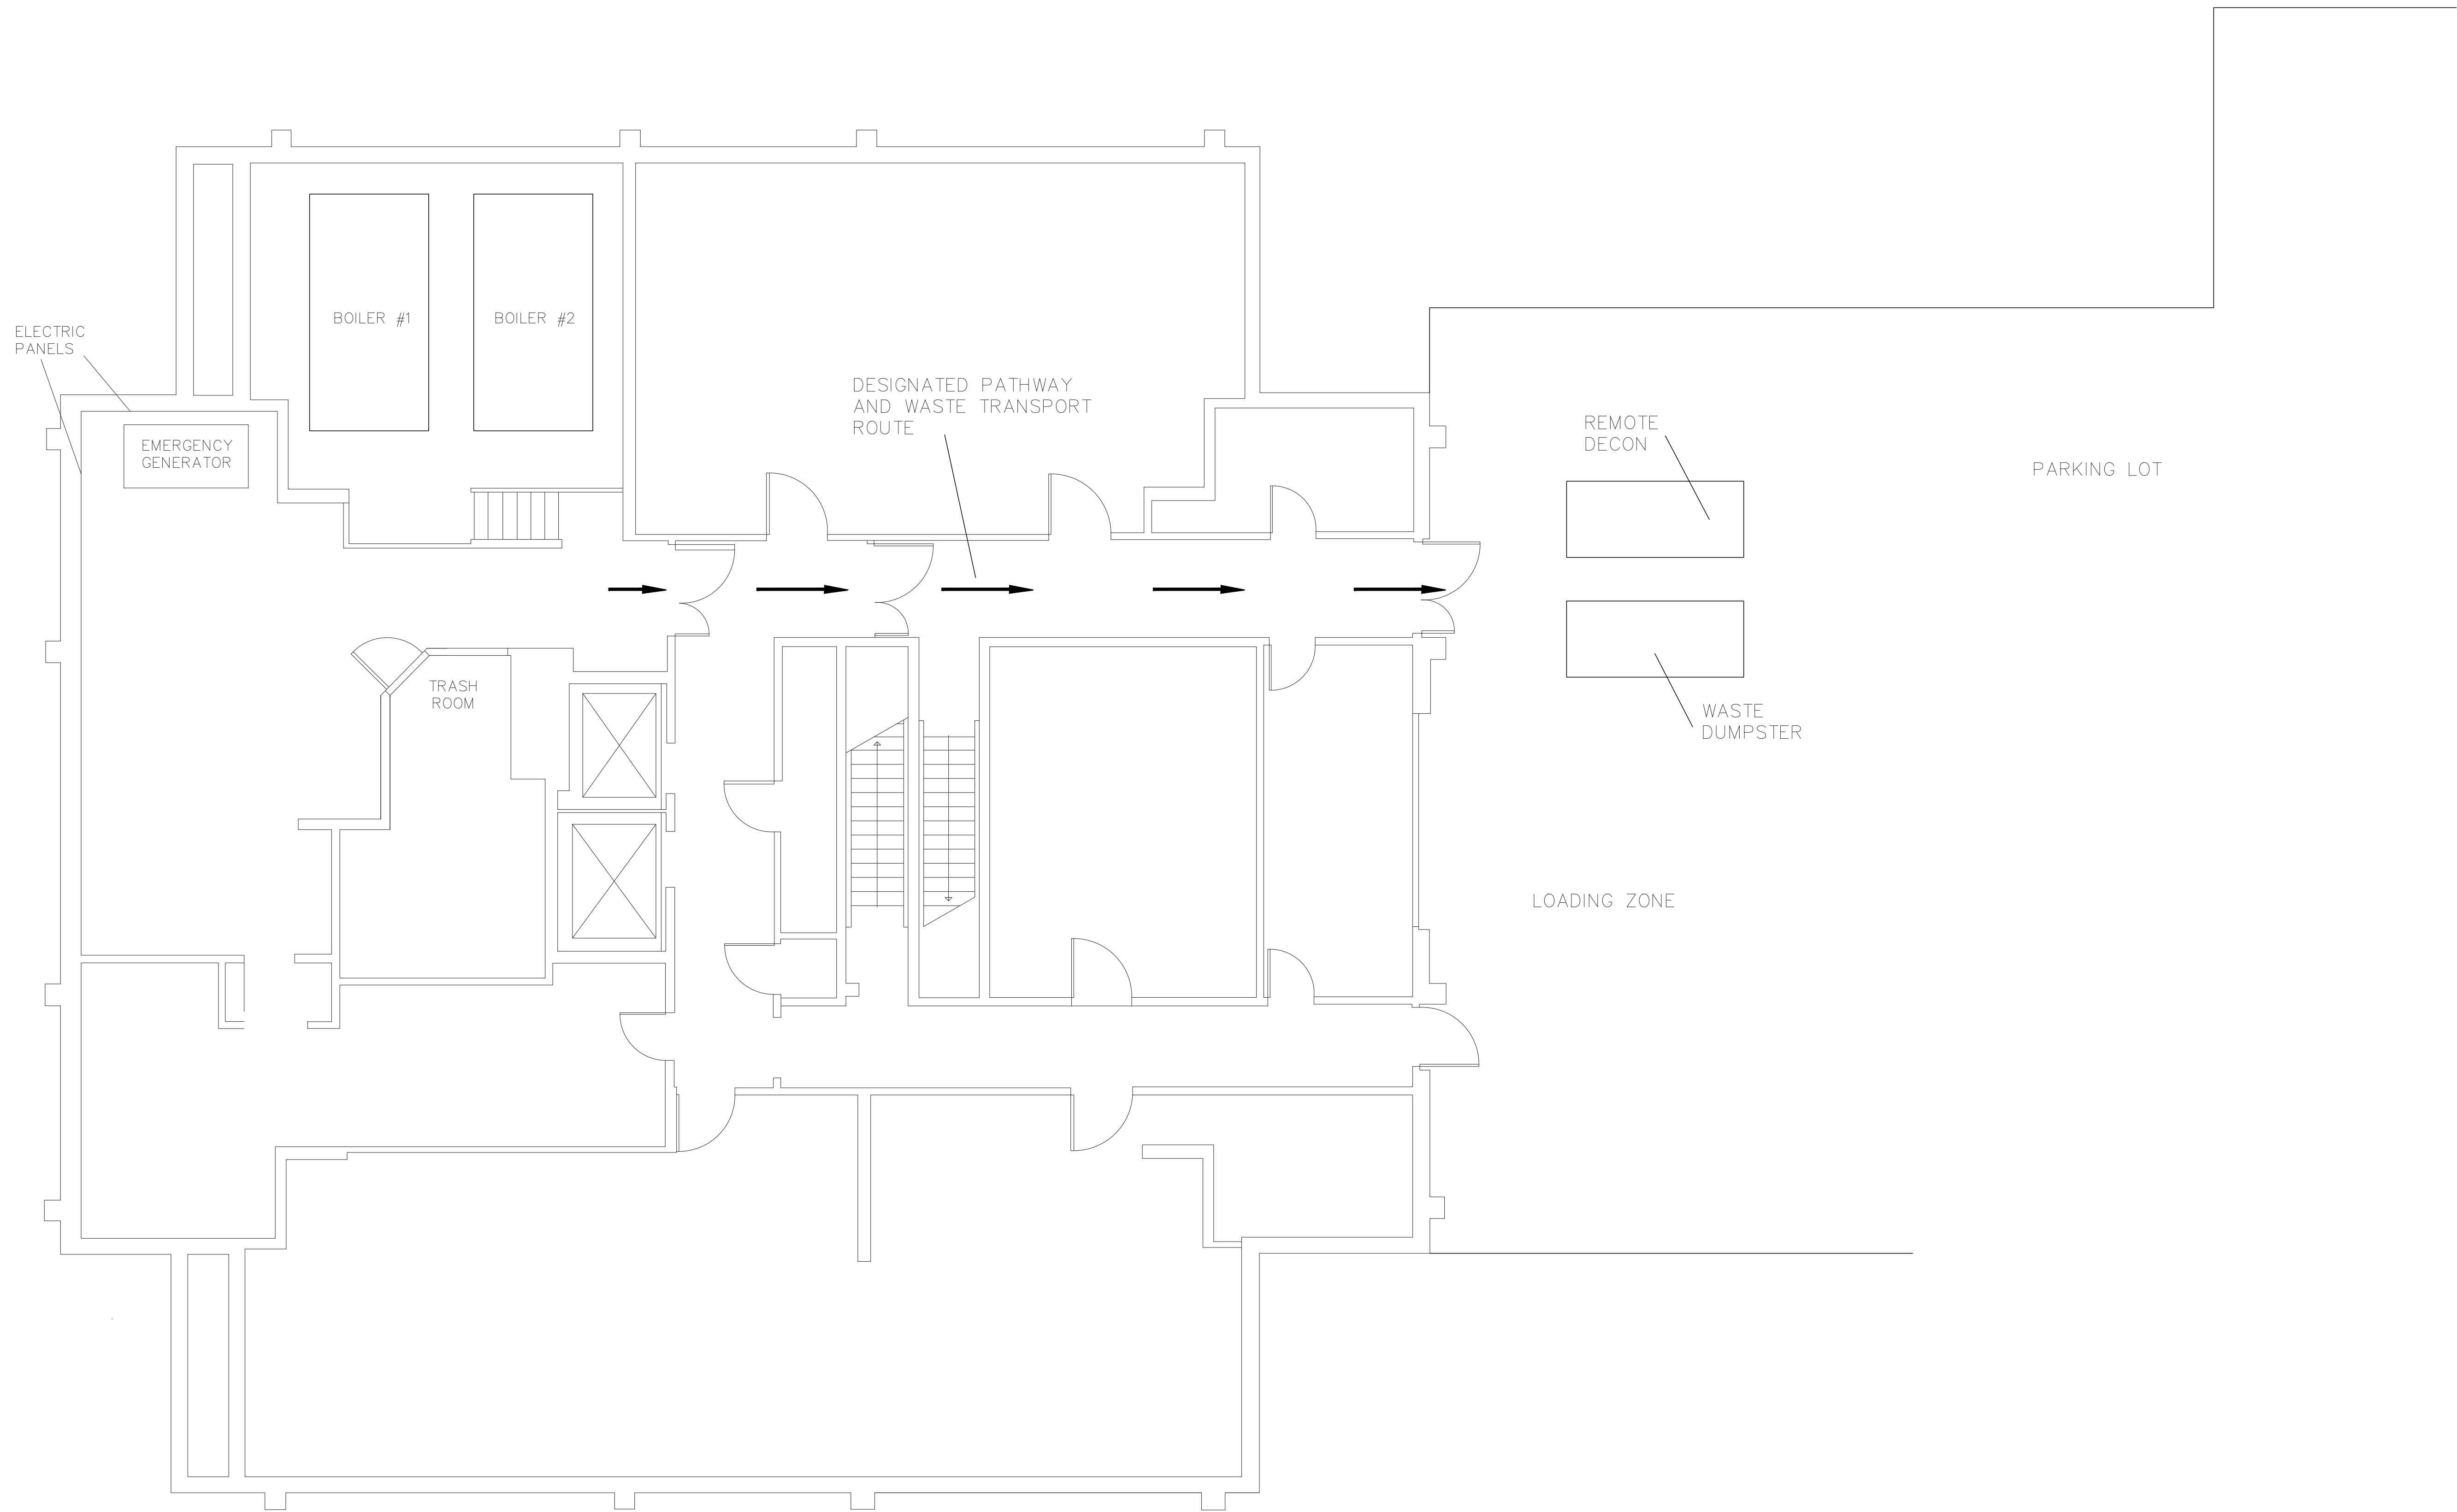 ELECTRIC
PANELS
BOILER #1
BOILER #2
EMERGENCY
GENERATOR
DESIGNATED PATHWAY
AND WASTE TRANSPORT
ROUTE
REMOTE
DECON
PARKING LOT
TRASH
ROOM
WASTE
DUMPSTER
LOADING ZONE